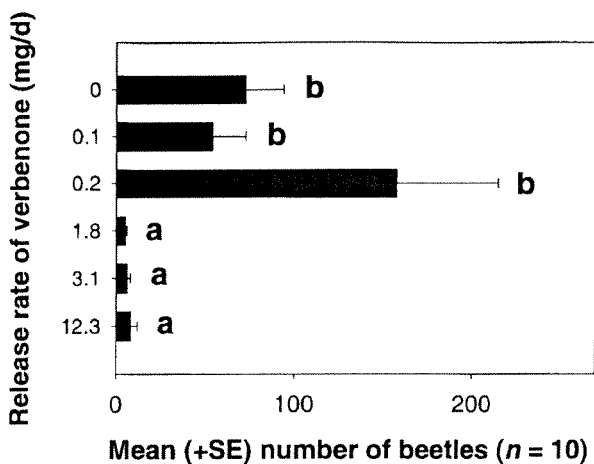 Release rate of verbenone (mg/d)
0 b
0.1 b
0.2 b
1.8 a
3.1 a
12.3 a
0 100 200
Mean (+SE) number of beetles (n = 10)